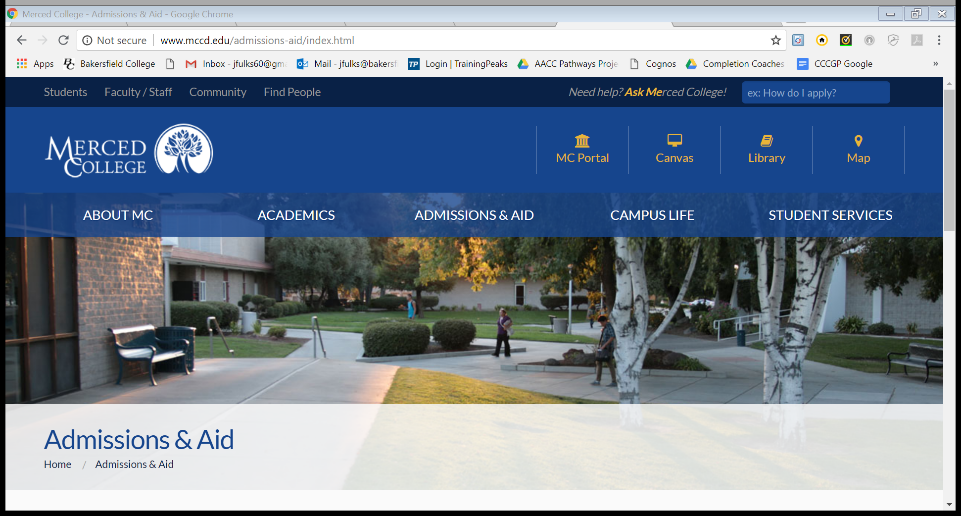 Merced College - Admissions & Aid - Google Chrome
Not secure | www.mccd.edu/admissions-aid/index.html
Apps Bakersfield College Inbox - jfulks60@gm Mail - jfulks@bakersf Login | TrainingPeaks AACC Pathways Proje Cognos Completion Coaches CCCGP Google »
Students Faculty / Staff Community Find People Need help? Ask Merced College! ex: How do I apply?
MERCED
COLLEGE
MC Portal Canvas Library Map
ABOUT MC ACADEMICS ADMISSIONS & AID CAMPUS LIFE STUDENT SERVICES
Admissions & Aid
Home / Admissions & Aid